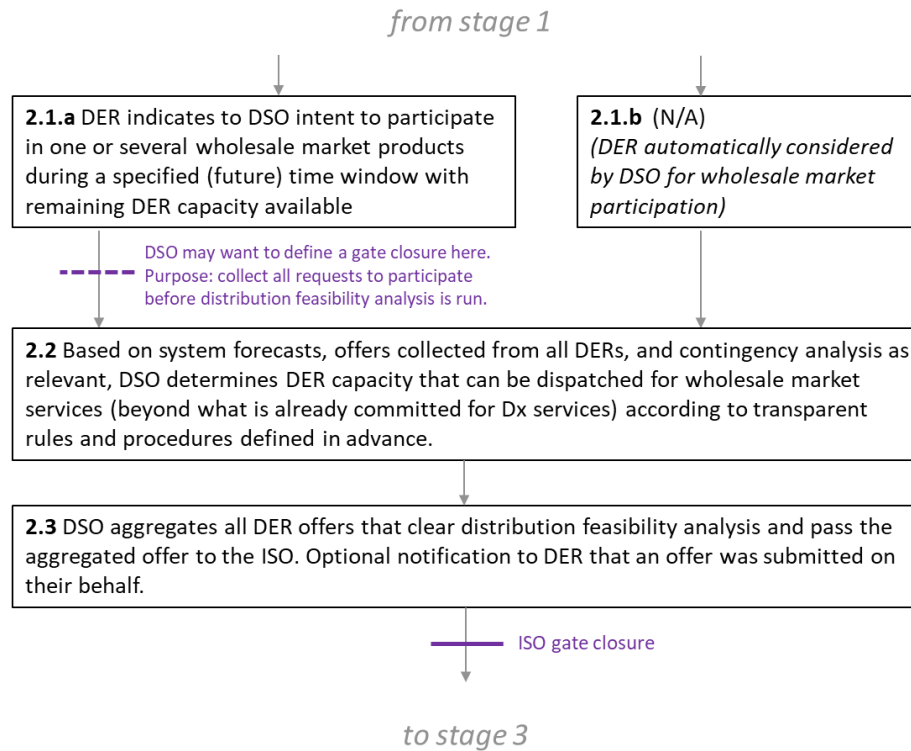 from stage 1
2.1.a DER indicates to DSO intent to participate
in one or several wholesale market products
during a specified (future) time window with
remaining DER capacity available
2.1.b (N/A)
(DER automatically considered
by DSO for wholesale market
participation)
DSO may want to define a gate closure here.
Purpose: collect all requests to participate
before distribution feasibility analysis is run.
2.2 Based on system forecasts, offers collected from all DERs, and contingency analysis as
relevant, DSO determines DER capacity that can be dispatched for wholesale market
services (beyond what is already committed for Dx services) according to transparent
rules and procedures defined in advance.
2.3 DSO aggregates all DER offers that clear distribution feasibility analysis and pass the
aggregated offer to the ISO. Optional notification to DER that an offer was submitted on
their behalf.
ISO gate closure
to stage 3